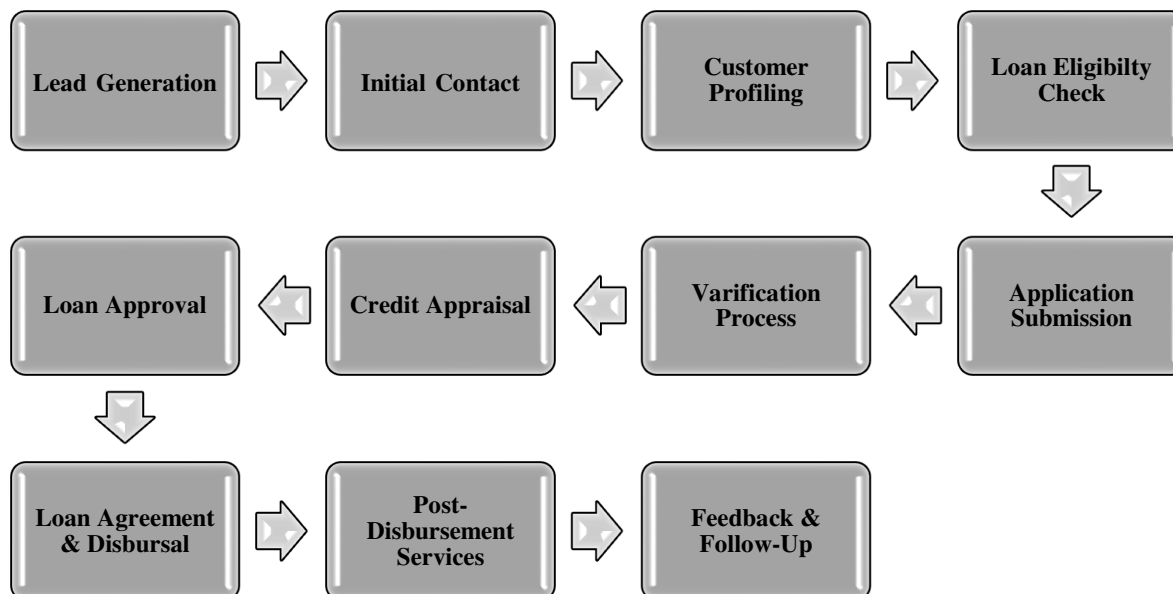 Lead Generation
Initial Contact
Customer
Profiling
Loan Eligibilty
Check
Application
Submission
Varification
Process
Credit Appraisal
Loan Approval
Loan Agreement
& Disbursal
Post-
Disbursement
Services
Feedback &
Follow-Up